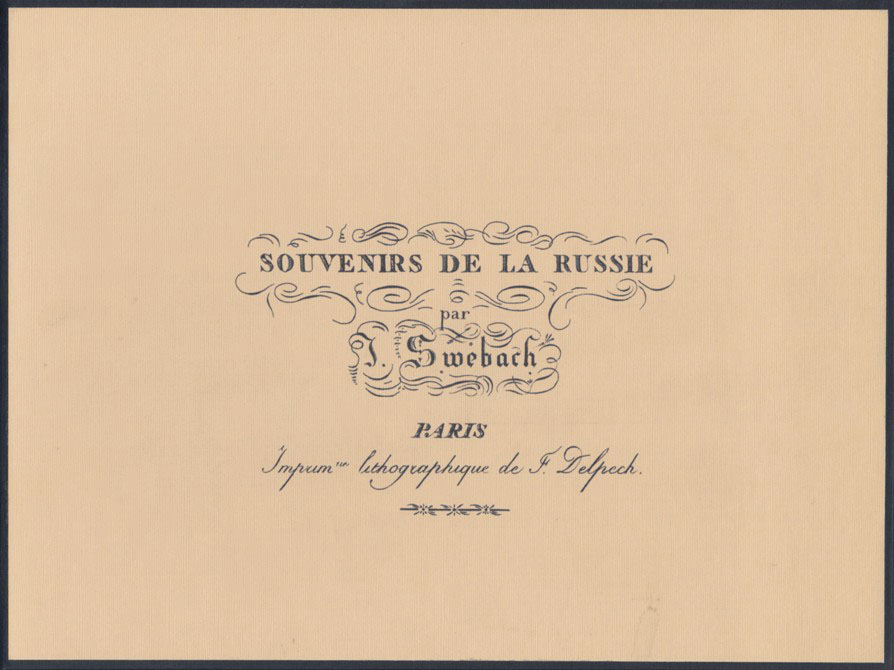 SOUVENIRS DE LA RUSSIE
par
J. Swebach
PARIS
Imprim^rie lithographique de F. Delpech.